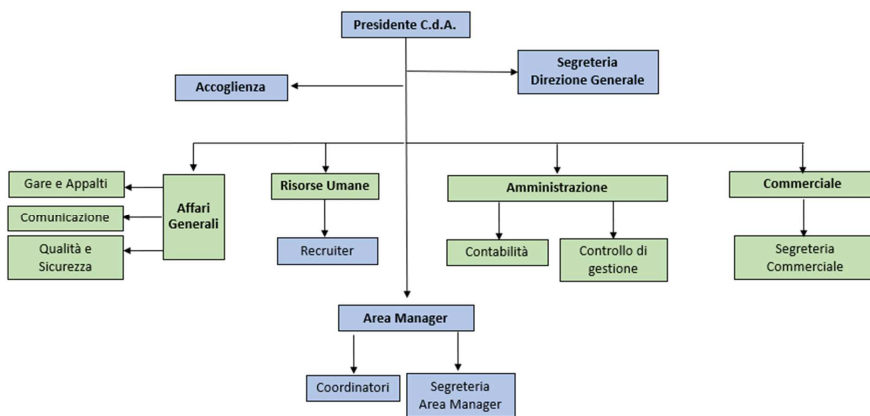 Presidente C.d.A.
Segreteria
Direzione Generale
Accoglienza
Gare e Appalti
Comunicazione
Qualità e
Sicurezza
Affari
Generali
Risorse Umane
Recruiter
Amministrazione
Contabilità
Controllo di
gestione
Commerciale
Segreteria
Commerciale
Area Manager
Coordinatori
Segreteria
Area Manager